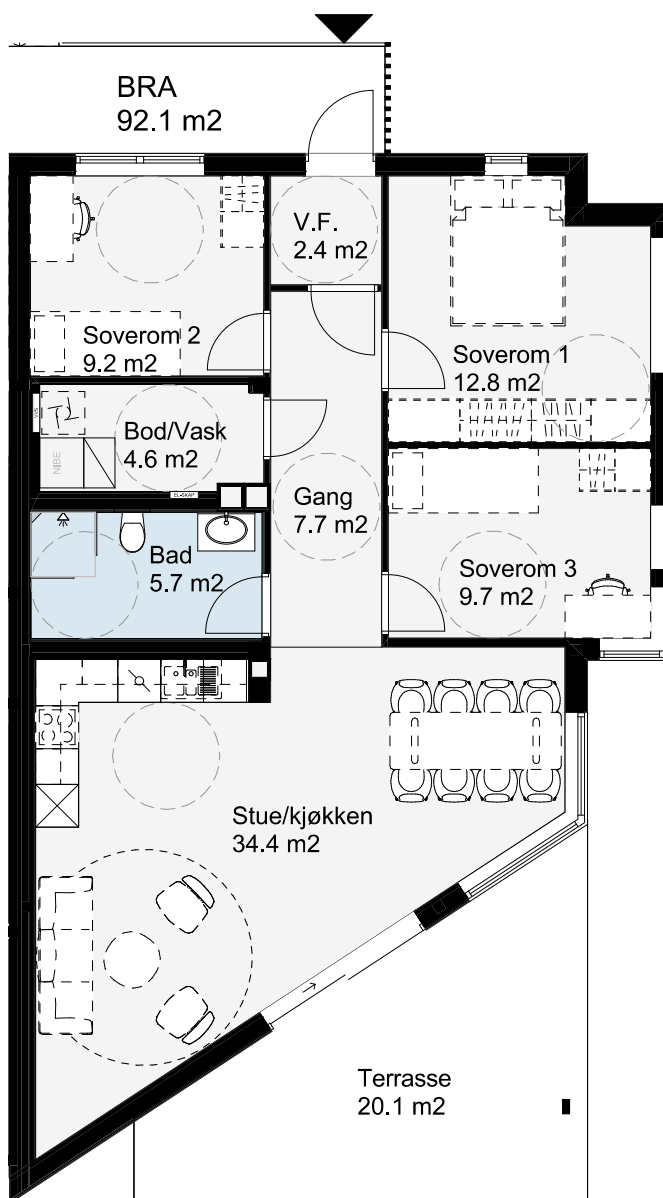 BRA
92.1 m2
V.F.
2.4 m2
Soverom 2
9.2 m2
Soverom 1
12.8 m2
VVS
Bod/Vask
4.6 m2
NIBE
EL-SKAP
Gang
7.7 m2
Bad
5.7 m2
Soverom 3
9.7 m2
Stue/kjøkken
34.4 m2
Terrasse
20.1 m2